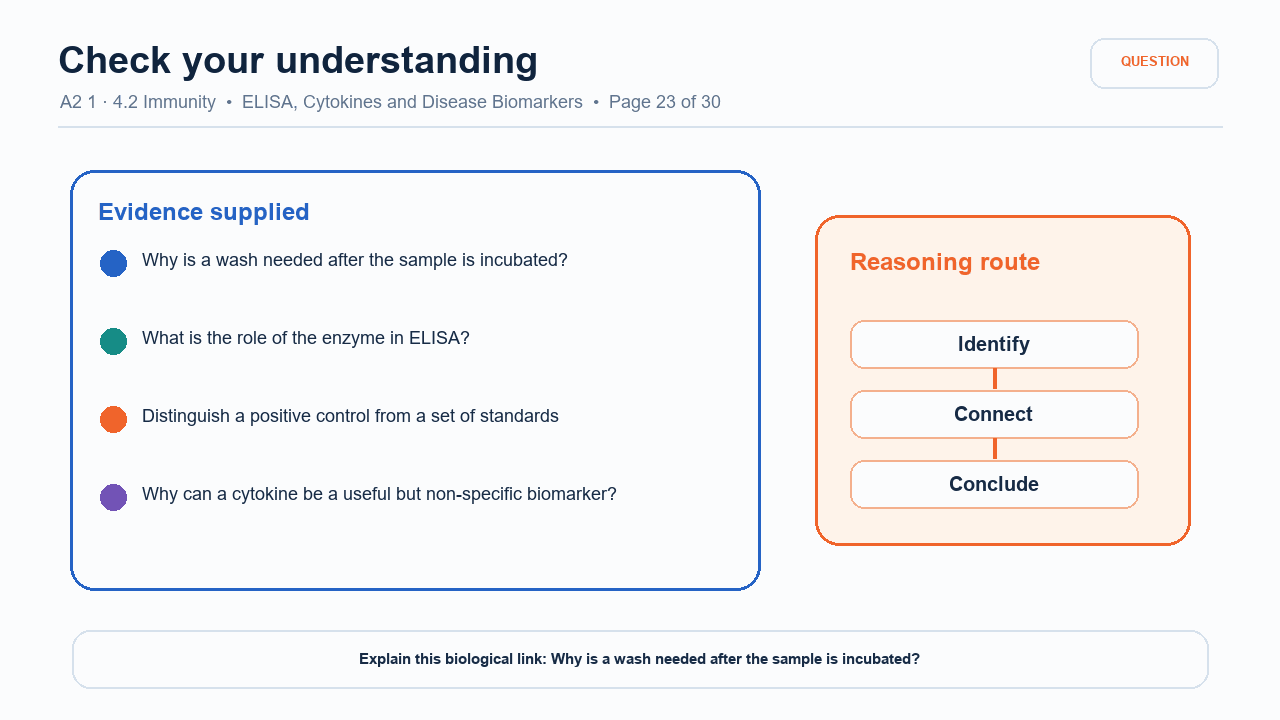 Check your understanding
QUESTION
A2 1 · 4.2 Immunity • ELISA, Cytokines and Disease Biomarkers • Page 23 of 30
Evidence supplied
Why is a wash needed after the sample is incubated?
What is the role of the enzyme in ELISA?
Distinguish a positive control from a set of standards
Why can a cytokine be a useful but non-specific biomarker?
Reasoning route
Identify
Connect
Conclude
Explain this biological link: Why is a wash needed after the sample is incubated?